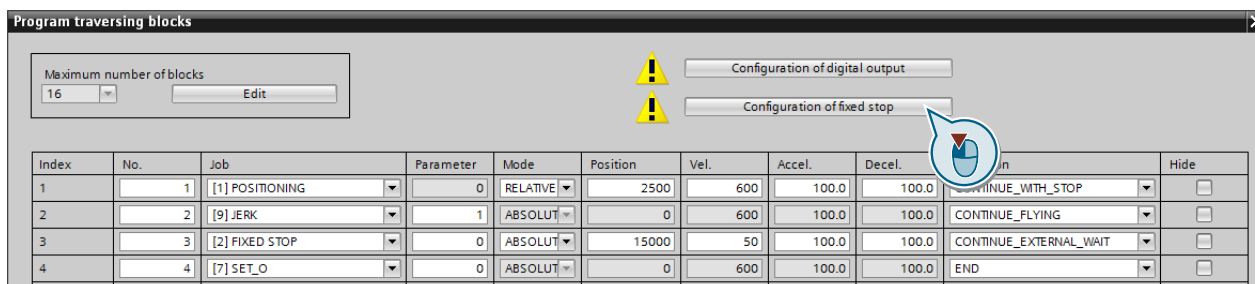 Program traversing blocks
Maximum number of blocks
16 Edit
Configuration of digital output
Configuration of fixed stop
Index No. Job Parameter Mode Position Vel. Accel. Decel. on Hide
1 1 [1] POSITIONING 0 RELATIVE 2500 600 100.0 100.0 CONTINUE_WITH_STOP
2 2 [9] JERK 1 ABSOLUT 0 600 100.0 100.0 CONTINUE_FLYING
3 3 [2] FIXED STOP 0 ABSOLUT 15000 50 100.0 100.0 CONTINUE_EXTERNAL_WAIT
4 4 [7] SET_O 0 ABSOLUT 0 600 100.0 100.0 END